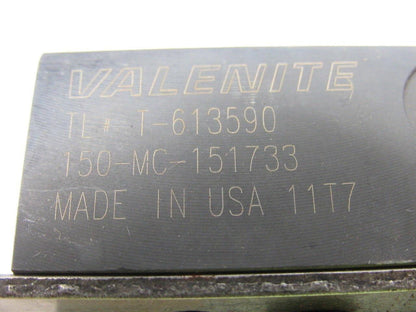 VALENITE
TL# T-613590
150-MC-151733
MADE IN USA 11T7